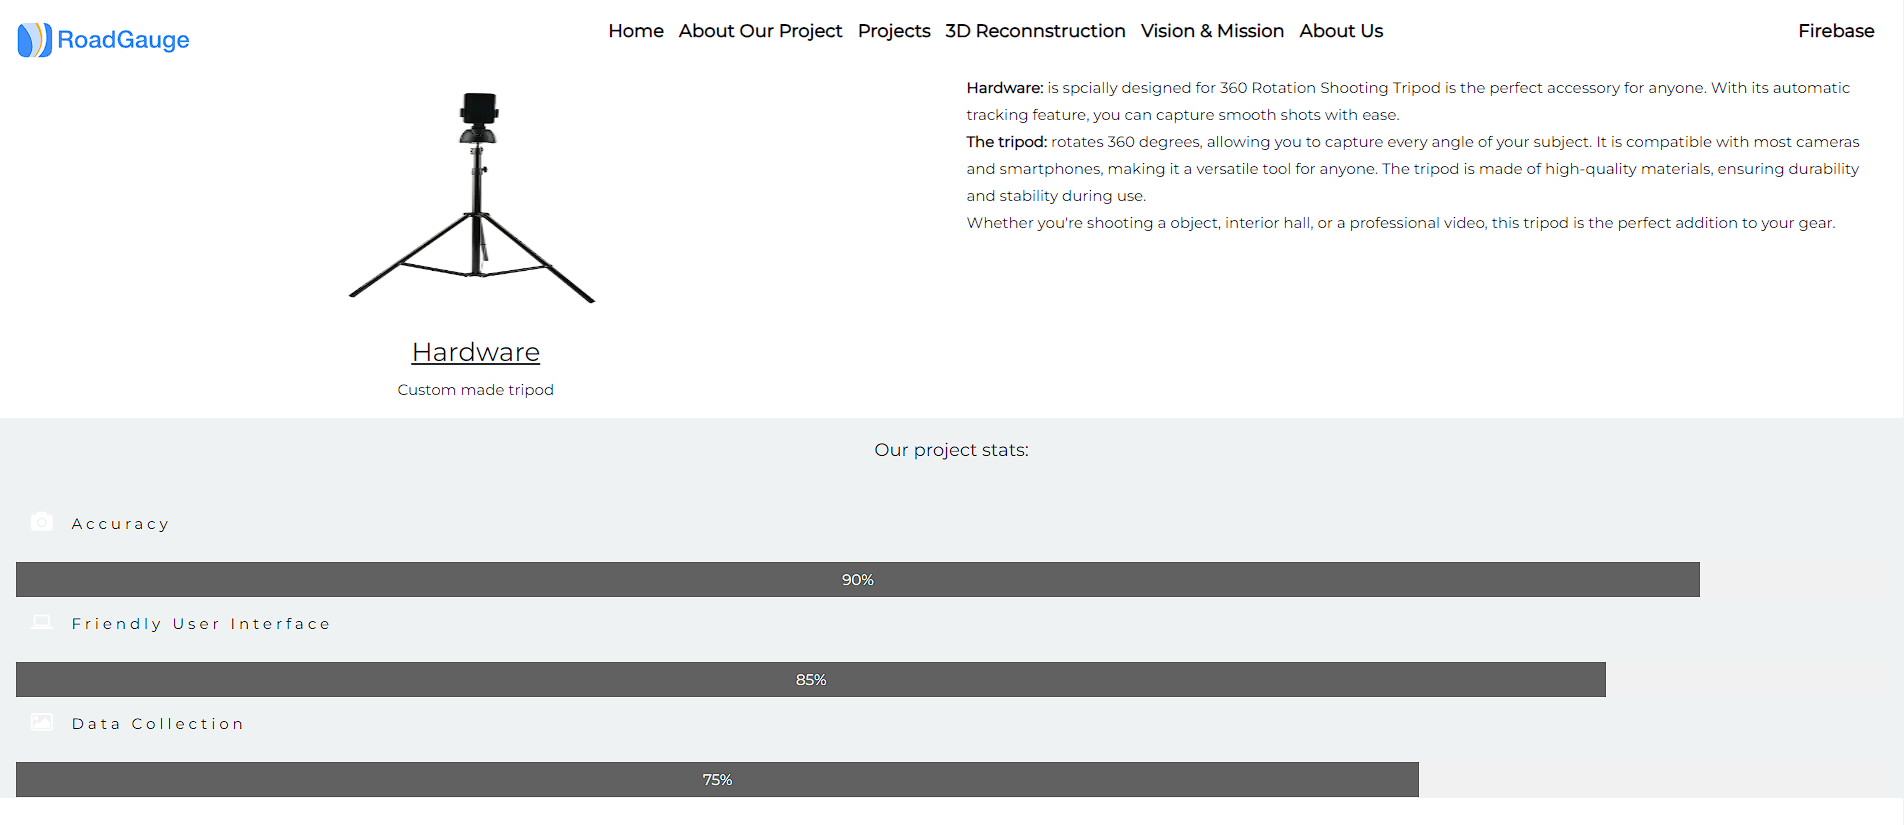 RoadGauge
Home About Our Project Projects 3D Reconnstruction Vision & Mission About Us Firebase
Hardware: is spcially designed for 360 Rotation Shooting Tripod is the perfect accessory for anyone. With its automatic
tracking feature, you can capture smooth shots with ease.
The tripod: rotates 360 degrees, allowing you to capture every angle of your subject. It is compatible with most cameras
and smartphones, making it a versatile tool for anyone. The tripod is made of high-quality materials, ensuring durability
and stability during use.
Whether you're shooting a object, interior hall, or a professional video, this tripod is the perfect addition to your gear.
Hardware
Custom made tripod
Our project stats:
Accuracy
90%
Friendly User Interface
85%
Data Collection
75%